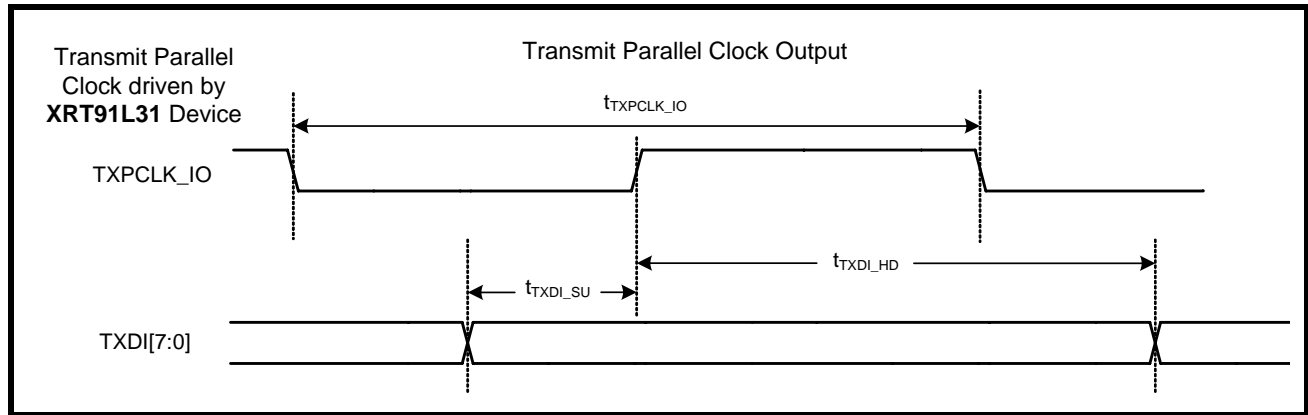 Transmit Parallel
Clock driven by
XRT91L31 Device
Transmit Parallel Clock Output
tTXPCLK_IO
TXPCLK_IO
tTXDI_HD
tTXDI_SU
TXDI[7:0]